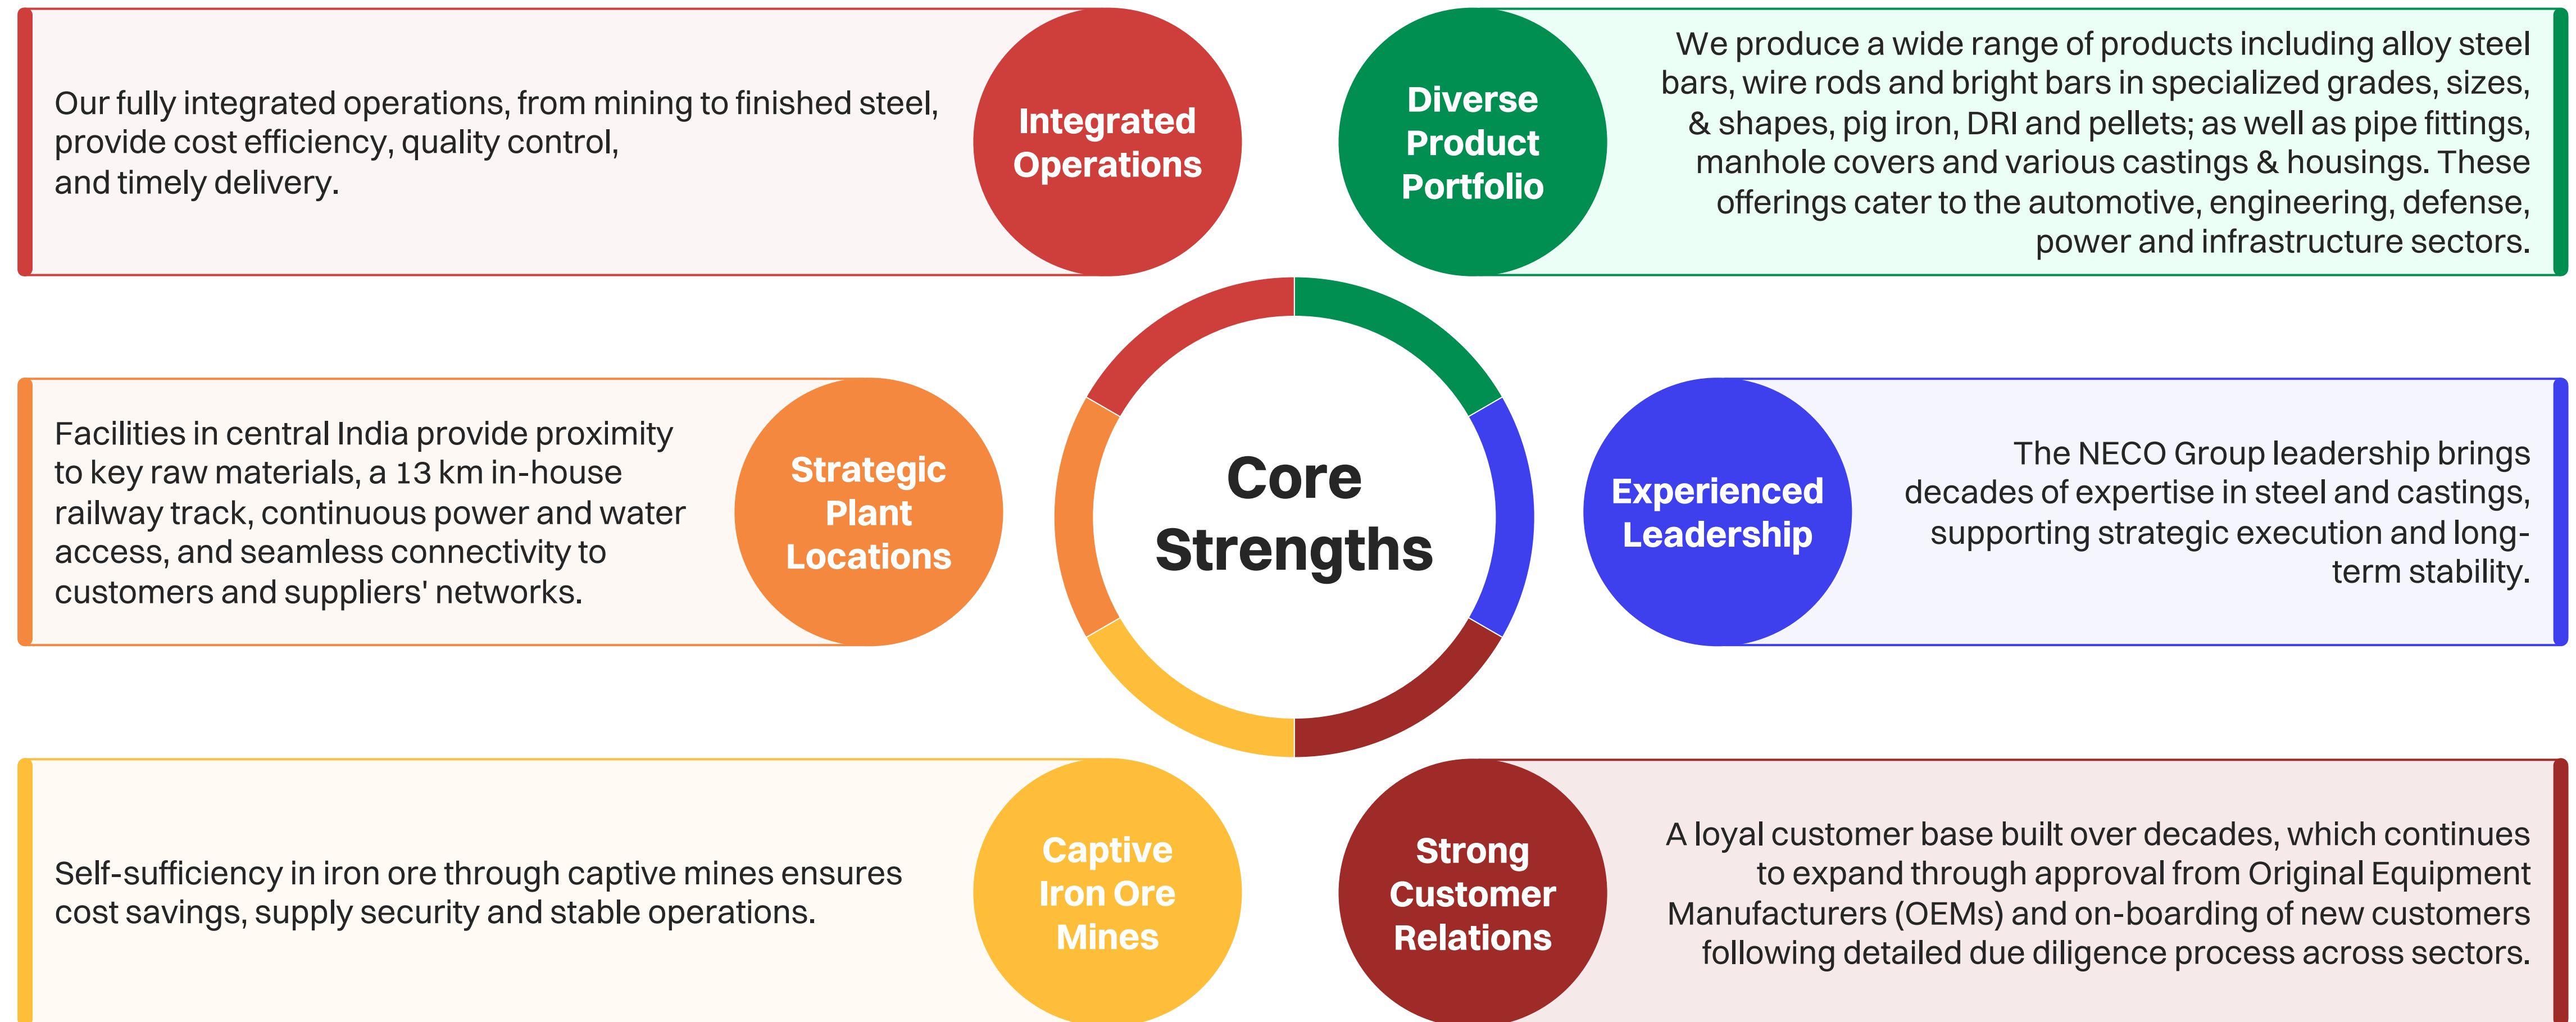 Our fully integrated operations, from mining to finished steel,
provide cost efficiency, quality control,
and timely delivery.
Integrated
Operations
Diverse
Product
Portfolio
We produce a wide range of products including alloy steel
bars, wire rods and bright bars in specialized grades, sizes,
& shapes, pig iron, DRI and pellets; as well as pipe fittings,
manhole covers and various castings & housings. These
offerings cater to the automotive, engineering, defense,
power and infrastructure sectors.
Facilities in central India provide proximity
to key raw materials, a 13 km in-house
railway track, continuous power and water
access, and seamless connectivity to
customers and suppliers' networks.
Strategic
Plant
Locations
Core
Strengths
Experienced
Leadership
The NECO Group leadership brings
decades of expertise in steel and castings,
supporting strategic execution and long-
term stability.
Self-sufficiency in iron ore through captive mines ensures
cost savings, supply security and stable operations.
Captive
Iron Ore
Mines
Strong
Customer
Relations
A loyal customer base built over decades, which continues
to expand through approval from Original Equipment
Manufacturers (OEMs) and on-boarding of new customers
following detailed due diligence process across sectors.